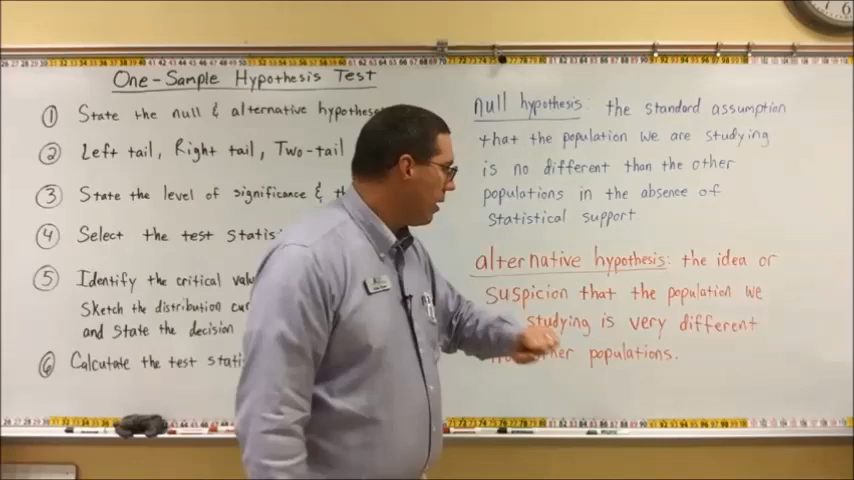 One-Sample Hypothesis Test
① State the null & alternative hypotheses
② Left tail, Right tail, Two-tail
③ State the level of significance &
④ Select the test
⑤ Identify the critical
Sketch the distribution
and state the decision
⑥ Calculate the test
null hypothesis: the standard assumption
that the population we are studying
is no different than the other
populations in the absence of
statistical support
alternative hypothesis: the idea or
suspicion that the population we
studying is very different
populations.